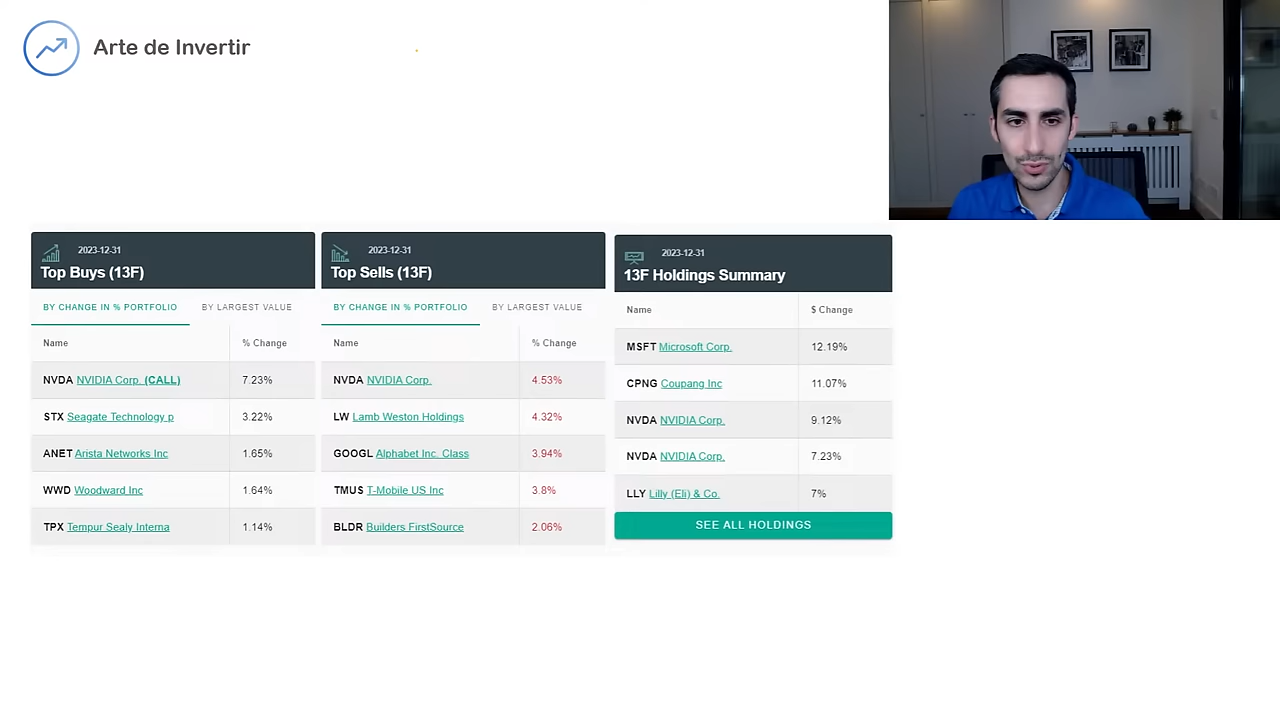 Arte de Invertir
2023-12-31
Top Buys (13F)
BY CHANGE IN % PORTFOLIO BY LARGEST VALUE
Name % Change
NVDA NVIDIA Corp. (CALL) 7.23%
STX Seagate Technology p 3.22%
ANET Arista Networks Inc 1.65%
WWD Woodward Inc 1.64%
TPX Tempur Sealy Interna 1.14%
2023-12-31
Top Sells (13F)
BY CHANGE IN % PORTFOLIO BY LARGEST VALUE
Name % Change
NVDA NVIDIA Corp. 4.53%
LW Lamb Weston Holdings 4.32%
GOOGL Alphabet Inc. Class 3.94%
TMUS T-Mobile US Inc 3.8%
BLDR Builders FirstSource 2.06%
2023-12-31
13F Holdings Summary
Name $ Change
MSFT Microsoft Corp. 12.19%
CPNG Coupang Inc 11.07%
NVDA NVIDIA Corp. 9.12%
NVDA NVIDIA Corp. 7.23%
LLY Lilly (Eli) & Co. 7%
SEE ALL HOLDINGS